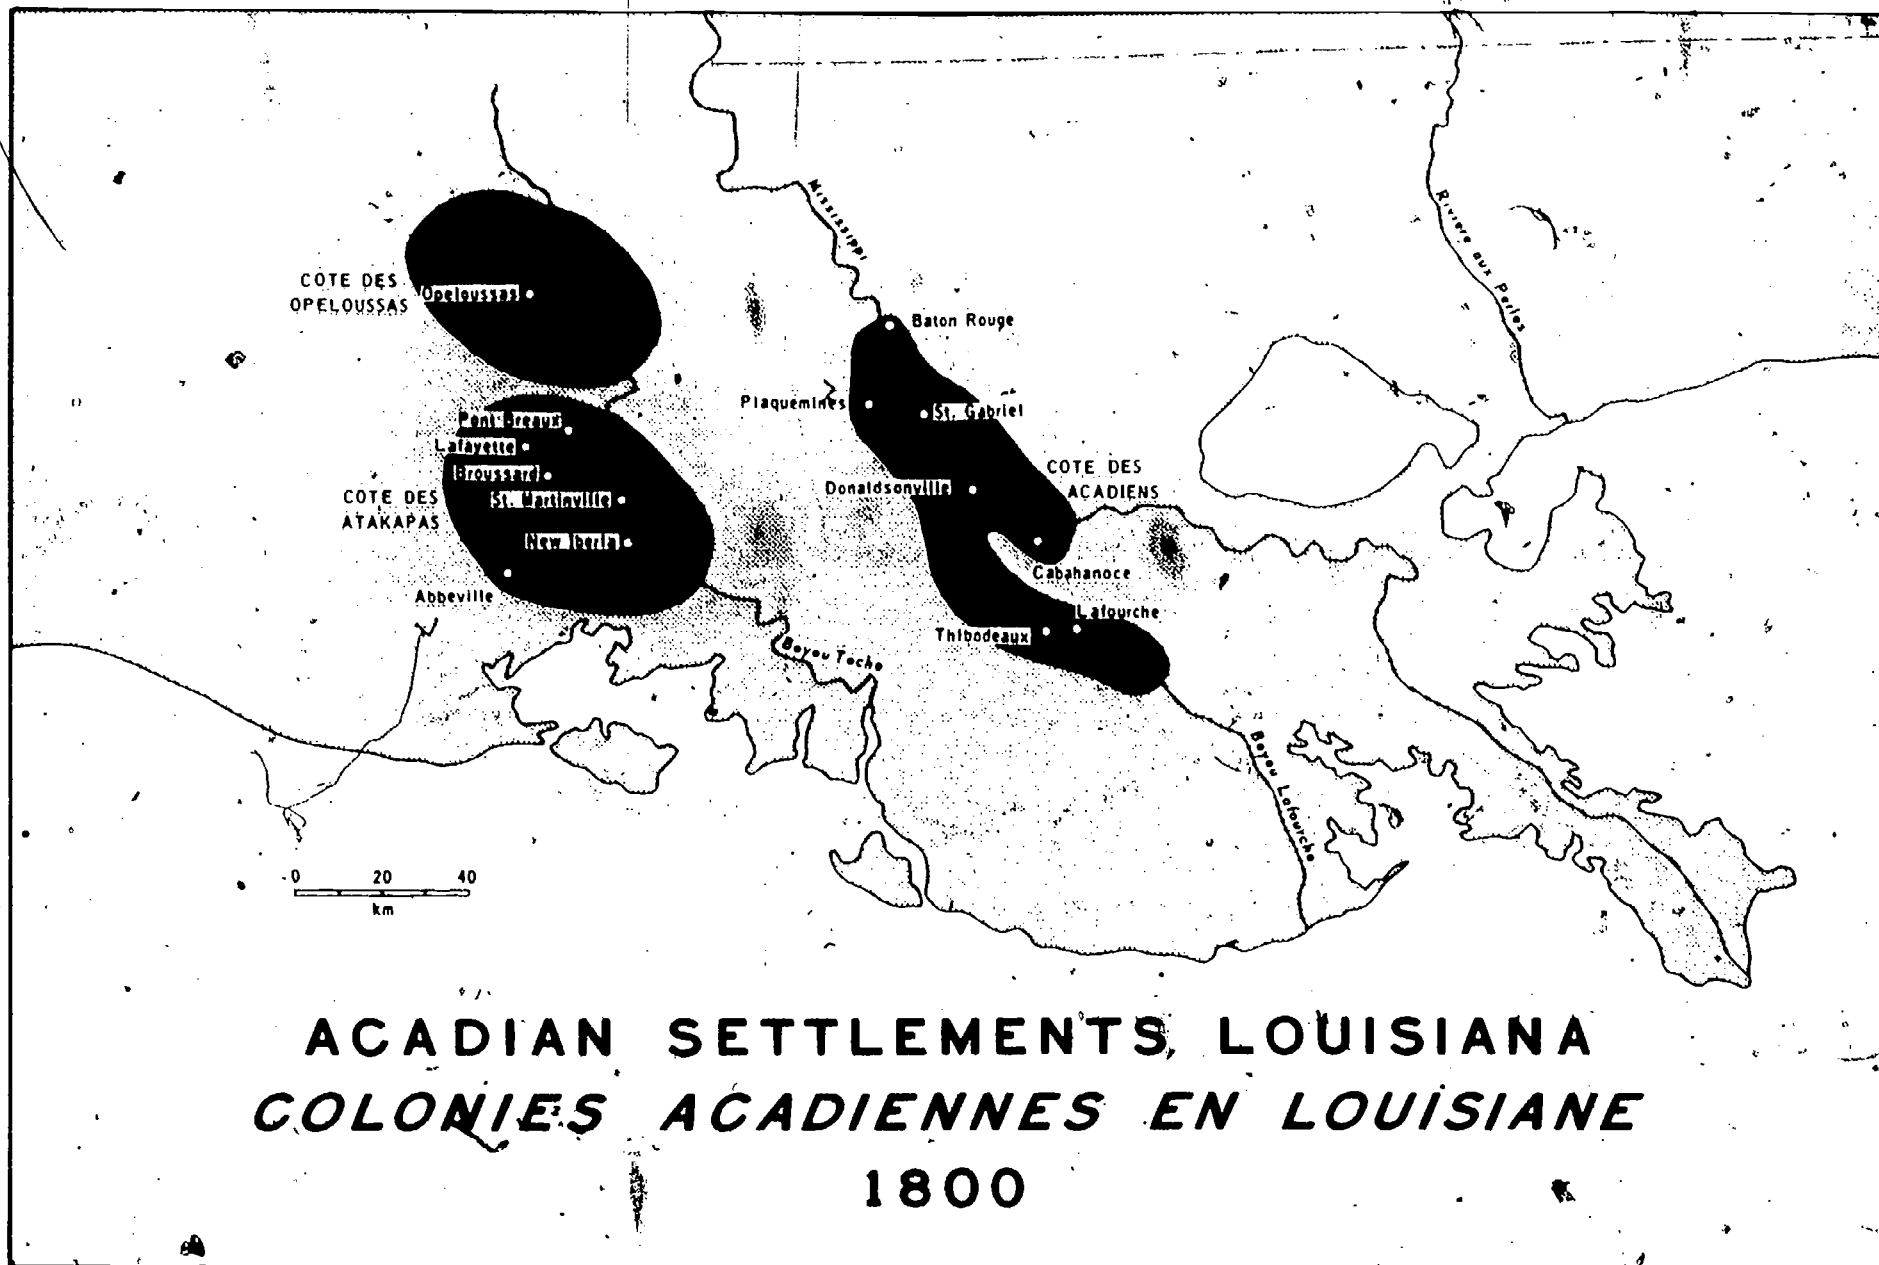 Mississippi
Riviere aux Perles
COTE DES
OPELOUSSAS
Opeloussas
Baton Rouge
Plaquemines
St. Gabriel
Pont Breaux
Lafayette
Broussard
St. Martinville
COTE DES
ATAKAPAS
New Iberia
Abbeville
COTE DES
ACADIENS
Donaldsonville
Cabahanoce
Lafourche
Thibodeaux
Bayou Teche
Bayou Lafourche
0 20 40
km
ACADIAN SETTLEMENTS, LOUISIANA
COLONIES ACADIENNES EN LOUISIANE
1800